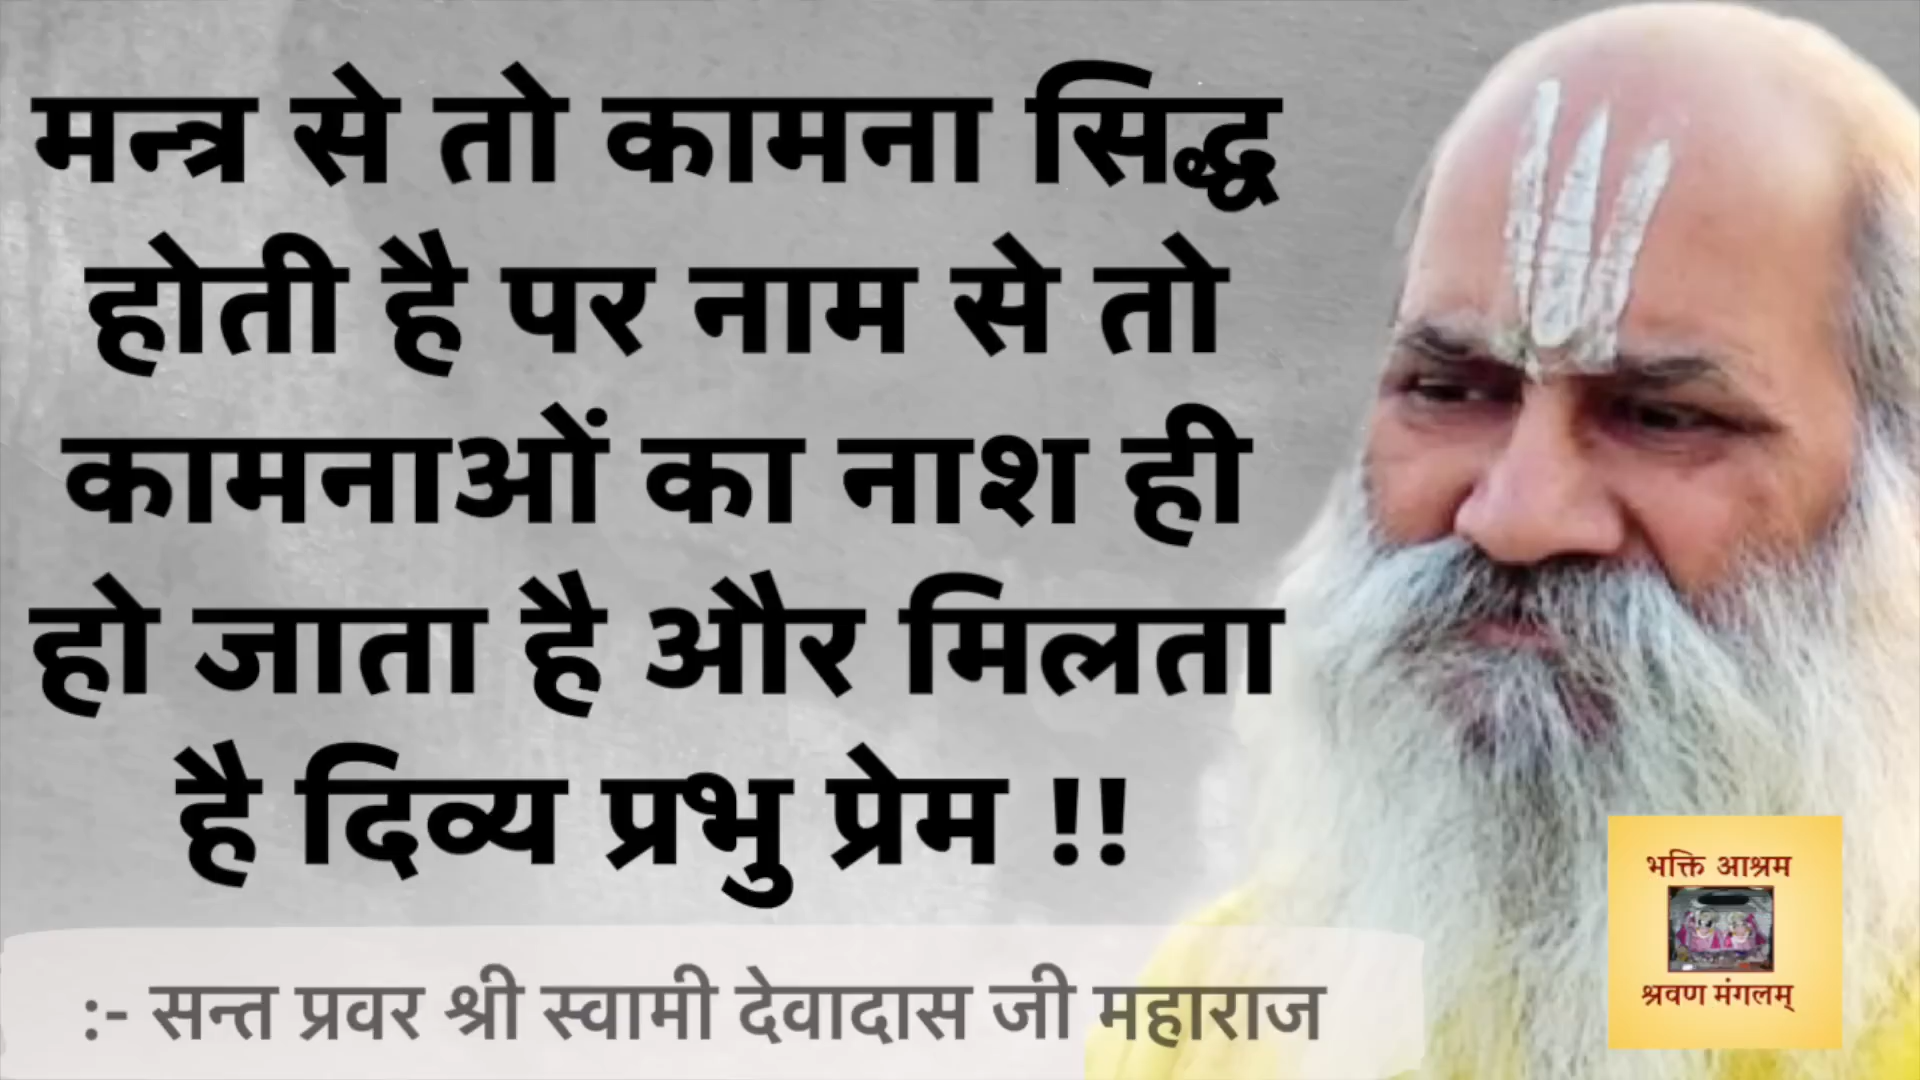 मन्त्र से तो कामना सिद्ध
होती है पर नाम से तो
कामनाओं का नाश ही
हो जाता है और मिलता
है दिव्य प्रभु प्रेम !!
:- सन्त प्रवर श्री स्वामी देवादास जी महाराज
भक्ति आश्रम
श्रवण मंगलम्